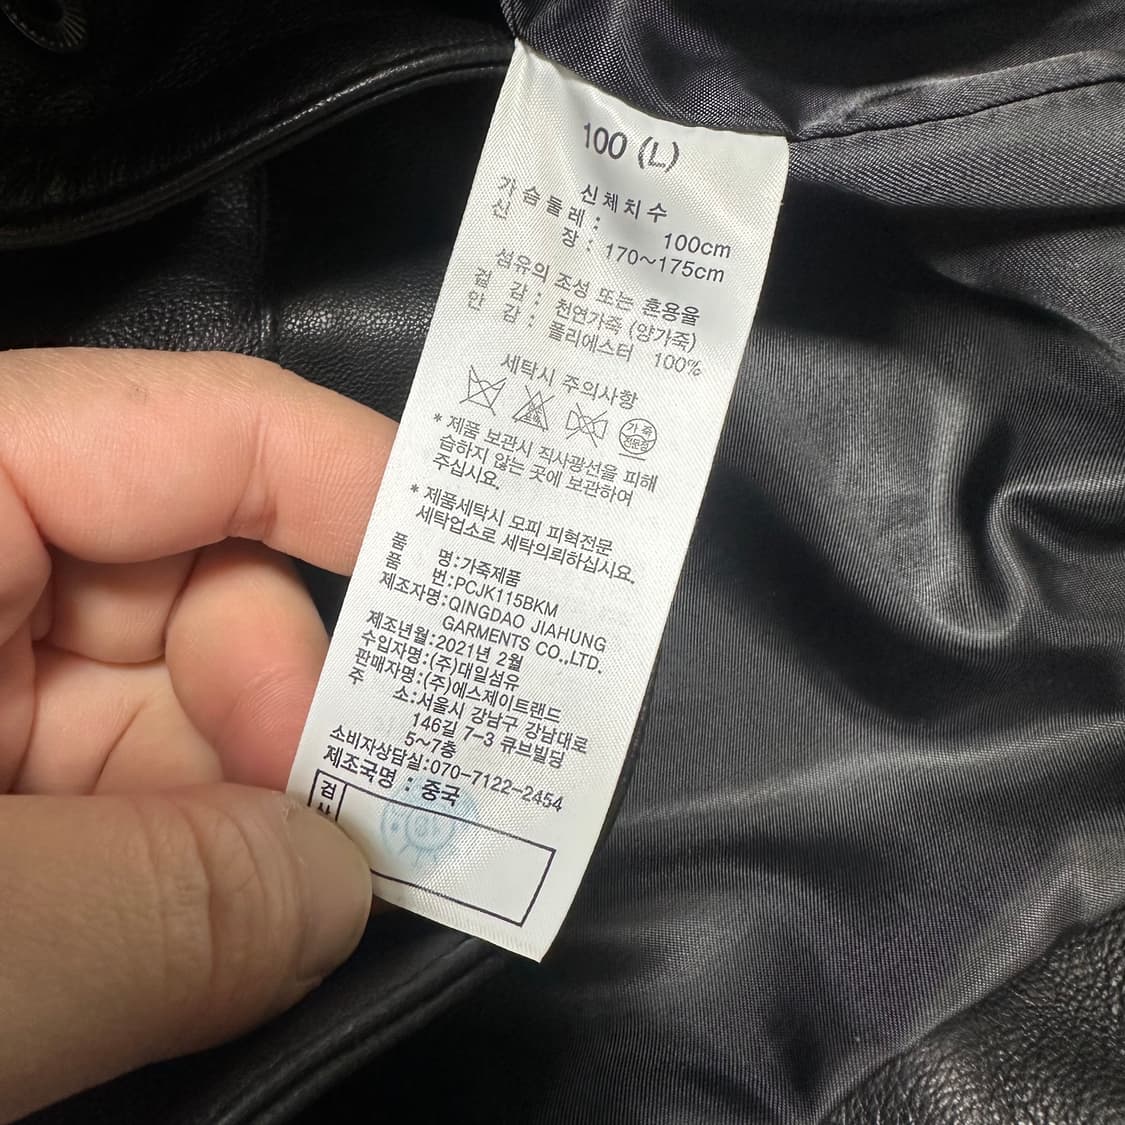 100 (L)
신체치수
가슴둘레 : 100cm
신 장 : 170~175cm
섬유의 조성 또는 혼용율
겉 감 : 천연가죽 (양가죽)
안 감 : 폴리에스터 100%
세탁시 주의사항
가 죽
전문점
* 제품 보관시 직사광선을 피해
습하지 않는 곳에 보관하여
주십시요.
* 제품세탁시 모피 피혁전문
세탁업소로 세탁의뢰하십시요.
품 명:가죽제품
품 번:PCJK115BKM
제조자명:QINGDAO JIAHUNG
GARMENTS CO.,LTD.
제조년월:2021년 2월
수입자명:(주)대일섬유
판매자명:(주)에스제이트랜드
주 소:서울시 강남구 강남대로
146길 7-3 큐브빌딩
5~7층
소비자상담실:070-7122-2454
제조국명 : 중국
검